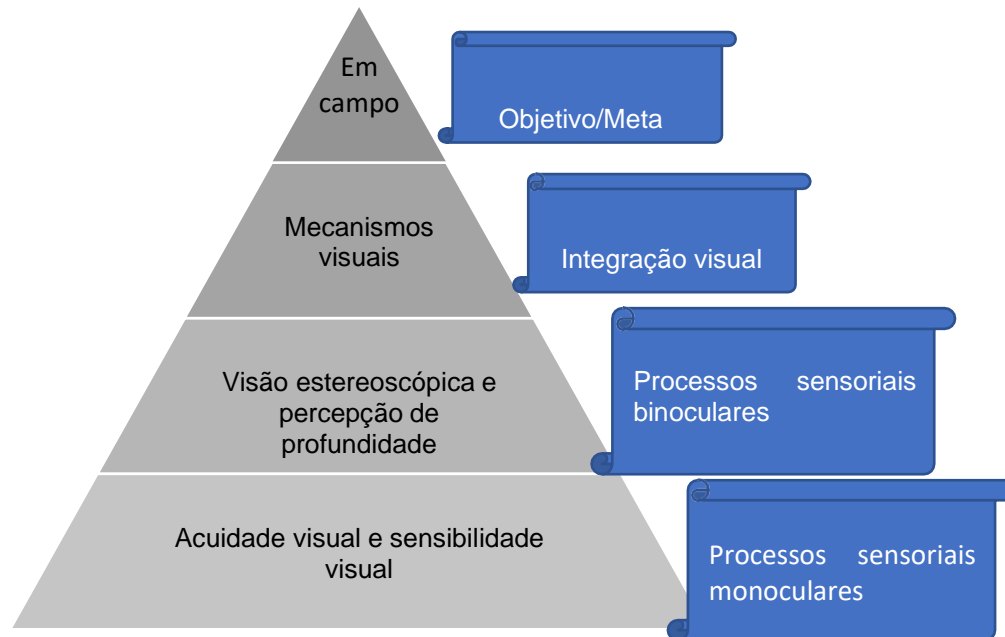 Em
campo
Objetivo/Meta
Mecanismos
visuais
Integração visual
Visão estereoscópica e
percepção de
profundidade
Processos sensoriais
binoculares
Acuidade visual e sensibilidade
visual
Processos sensoriais
monoculares